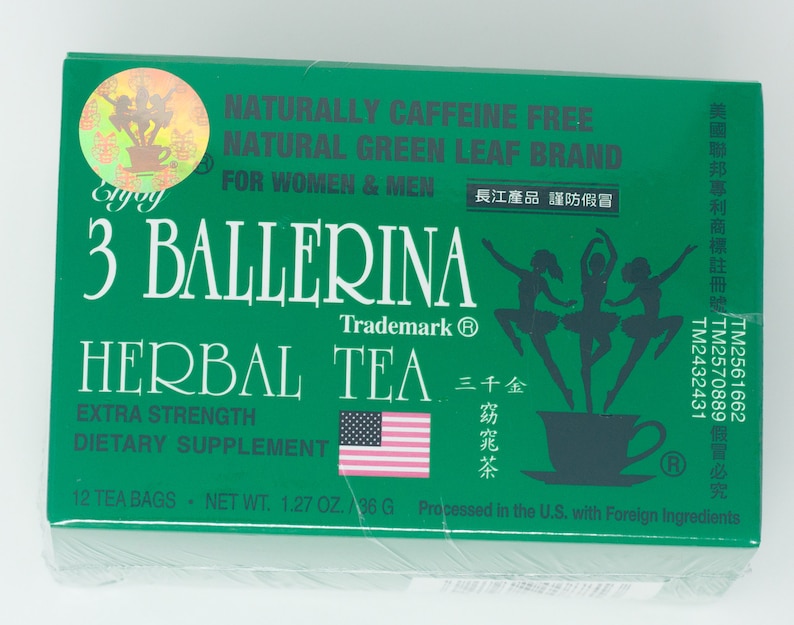 NATURALLY CAFFEINE FREE
NATURAL GREEN LEAF BRAND
FOR WOMEN & MEN
長江產品 謹防假冒
®
Enjoy
3 BALLERINA
Trademark ®
HERBAL TEA
EXTRA STRENGTH
DIETARY SUPPLEMENT
三千金
窈窕茶
®
12 TEA BAGS • NET WT. 1.27 OZ. / 36 G
Processed in the U.S. with Foreign Ingredients
美國聯邦專利商標註冊號
TM2561662
TM2570889
TM2432431
假冒必究